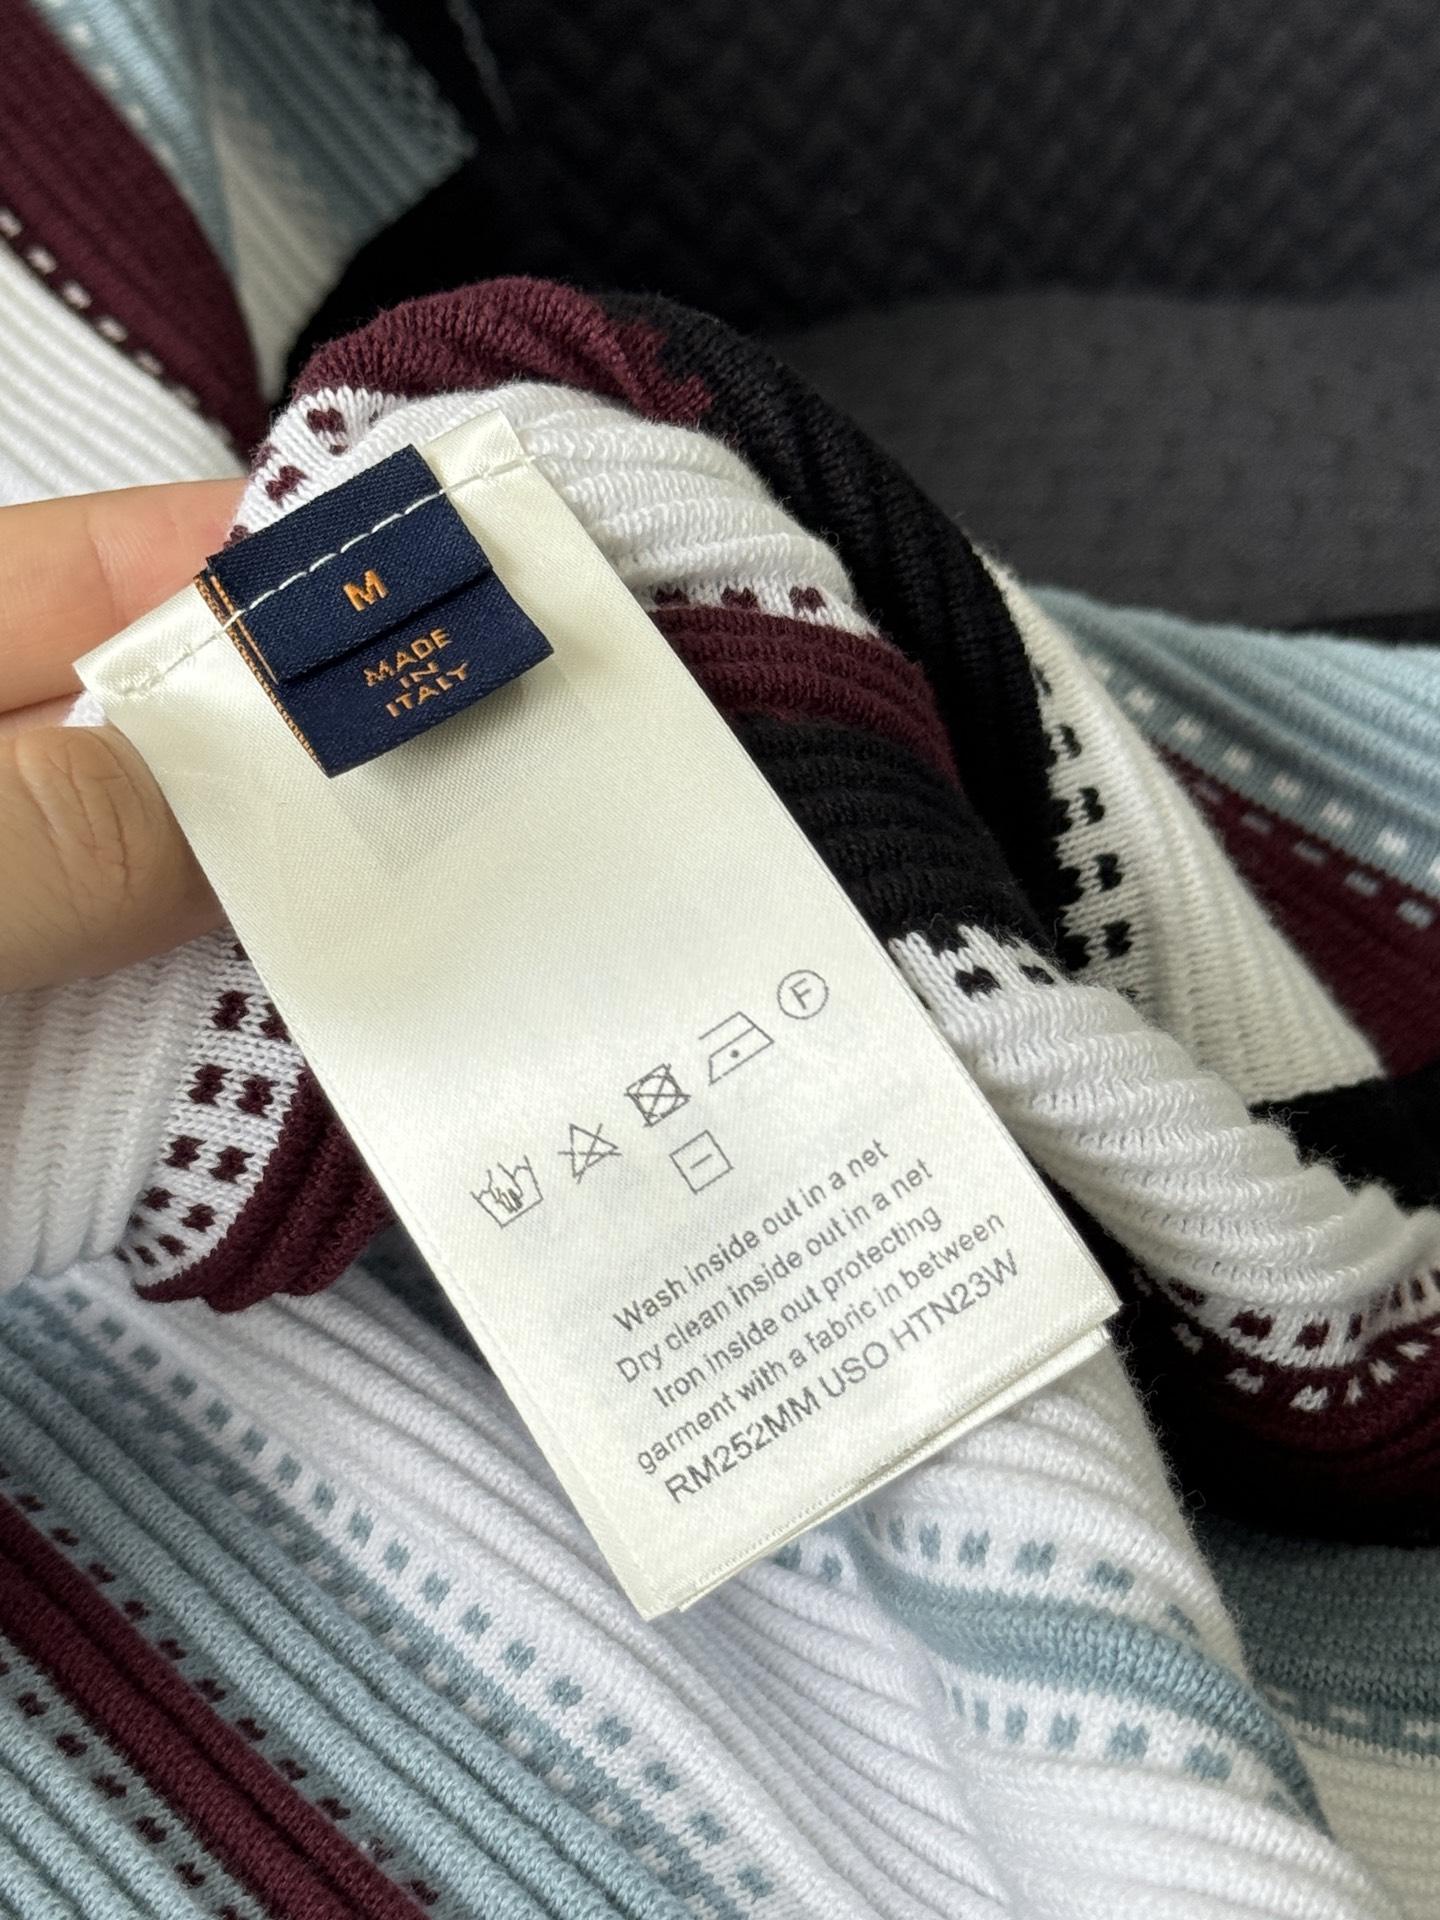 M
MADE
IN
ITALY
F
Wash inside out in a net
Dry clean inside out in a net
Iron inside out protecting
garment with a fabric in between
RM252MM USO HTN23W